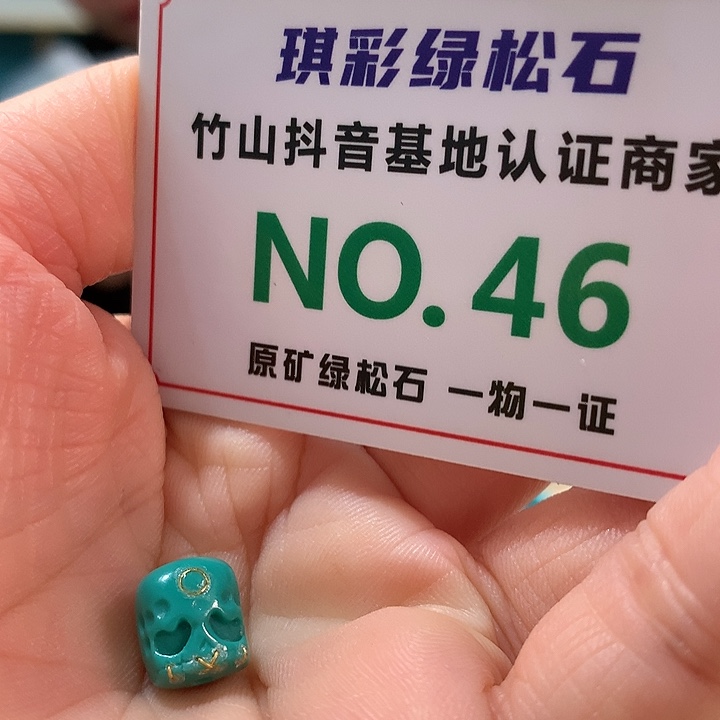 琪彩绿松石
竹山抖音基地认证商家
NO. 46
原矿绿松石 一物一证